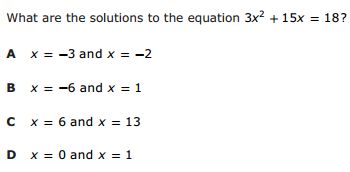 What are the solutions to the equation 3x² + 15x = 18?
A x = −3 and x = −2
B x = −6 and x = 1
C x = 6 and x = 13
D x = 0 and x = 1